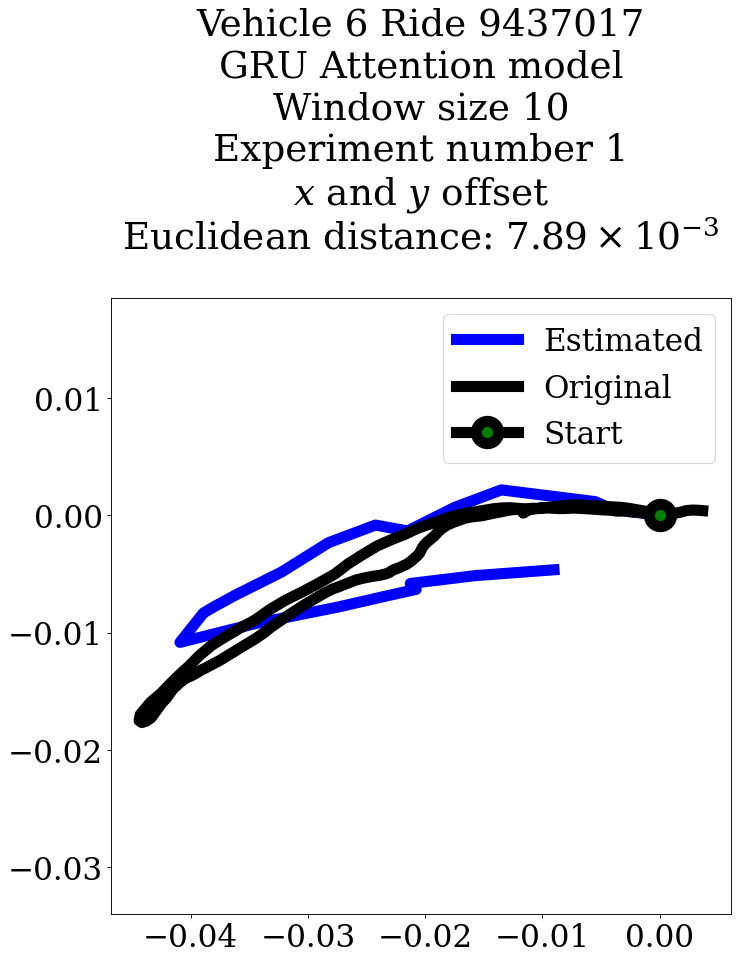 Vehicle 6 Ride 9437017
GRU Attention model
Window size 10
Experiment number 1
x and y offset
Euclidean distance: 7.89 × 10⁻³
Estimated
Original
Start
0.01
0.00
−0.01
−0.02
−0.03
−0.04 −0.03 −0.02 −0.01 0.00